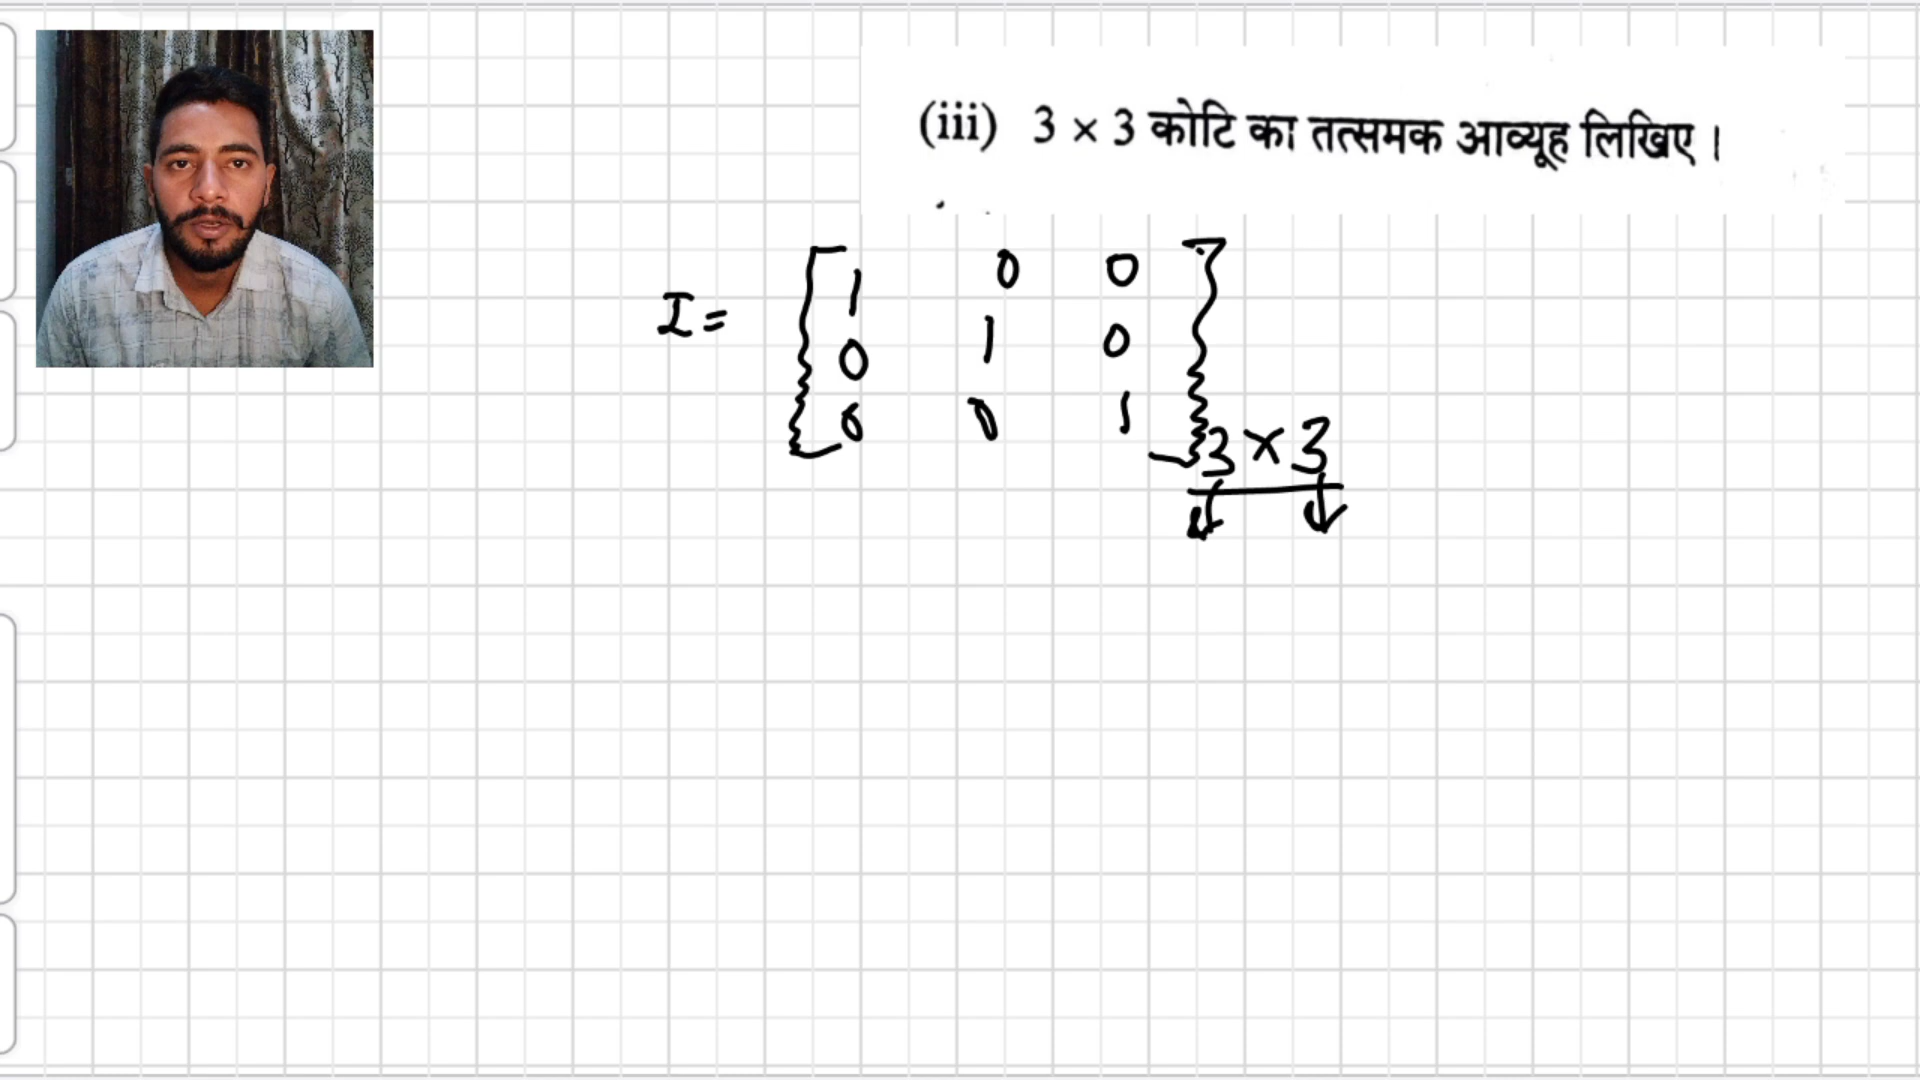 (iii) 3 × 3 कोटि का तत्समक आव्यूह लिखिए ।
I = [ 1 0 0
0 1 0
0 0 1 ] 3 × 3